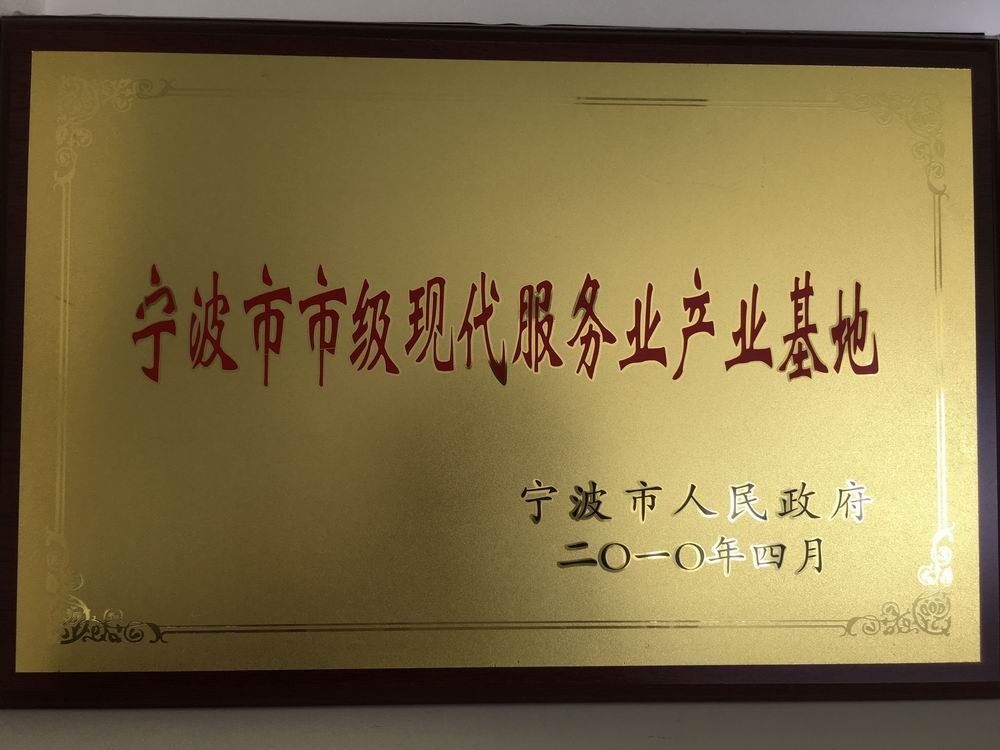 宁波市市级现代服务业产业基地
宁波市人民政府
二〇一〇年四月